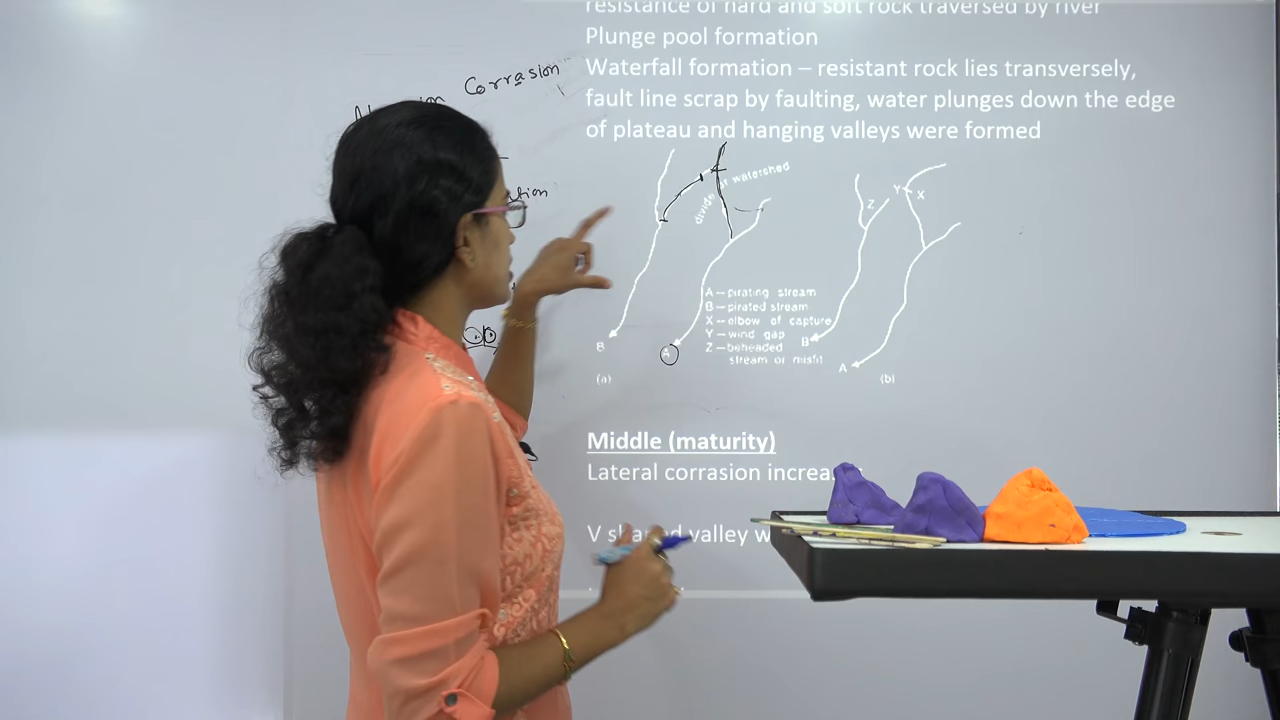 resistance of hard and soft rock traversed by river
Plunge pool formation
Waterfall formation – resistant rock lies transversely,
fault line scrap by faulting, water plunges down the edge
of plateau and hanging valleys were formed
Corrasion
divide or watershed
A — pirating stream
B — pirated stream
X — elbow of capture
Y — wind gap
Z — beheaded
stream or misfit
B
A
(a)
Z
Y
X
B
A
(b)
Middle (maturity)
Lateral corrasion
valley